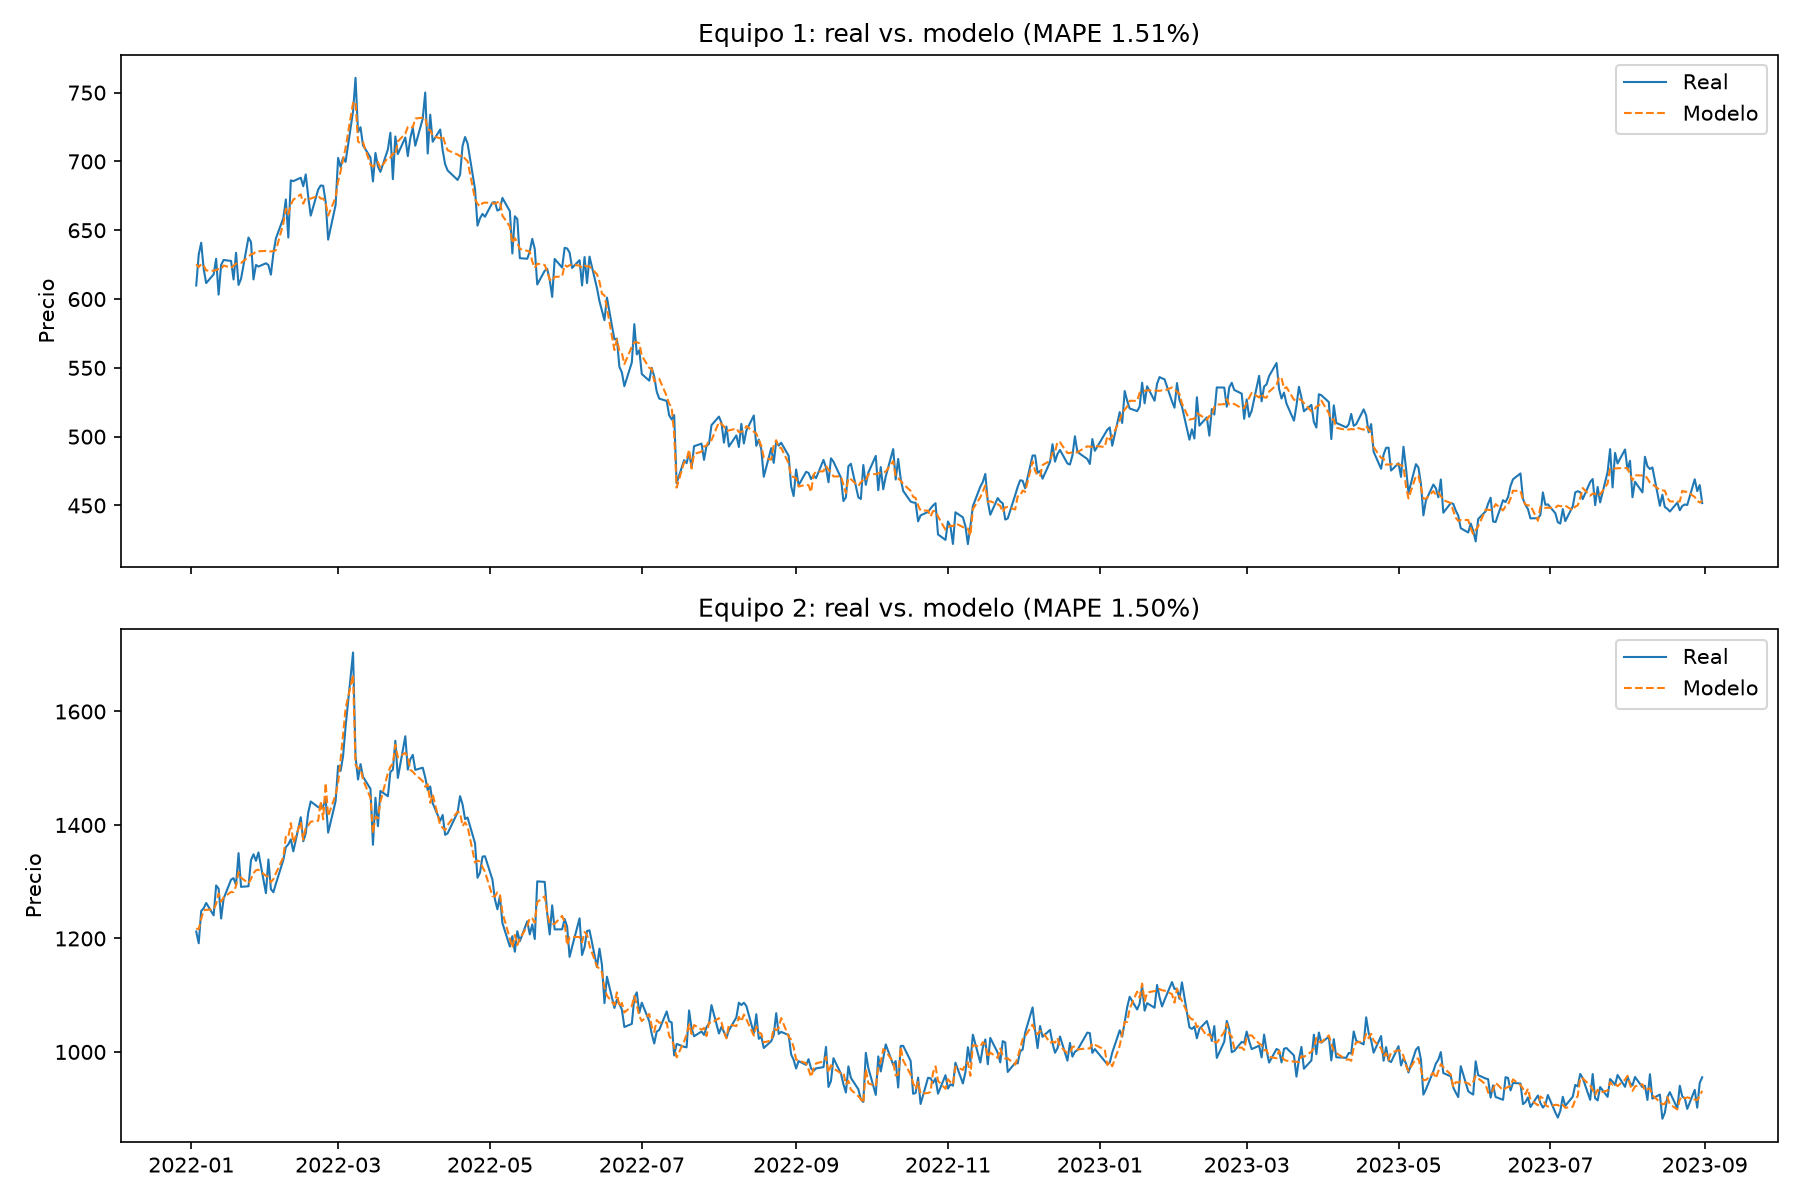 Equipo 1: real vs. modelo (MAPE 1.51%)
Precio
750
700
650
600
550
500
450
Real
Modelo
Equipo 2: real vs. modelo (MAPE 1.50%)
Precio
1600
1400
1200
1000
Real
Modelo
2022-01 2022-03 2022-05 2022-07 2022-09 2022-11 2023-01 2023-03 2023-05 2023-07 2023-09